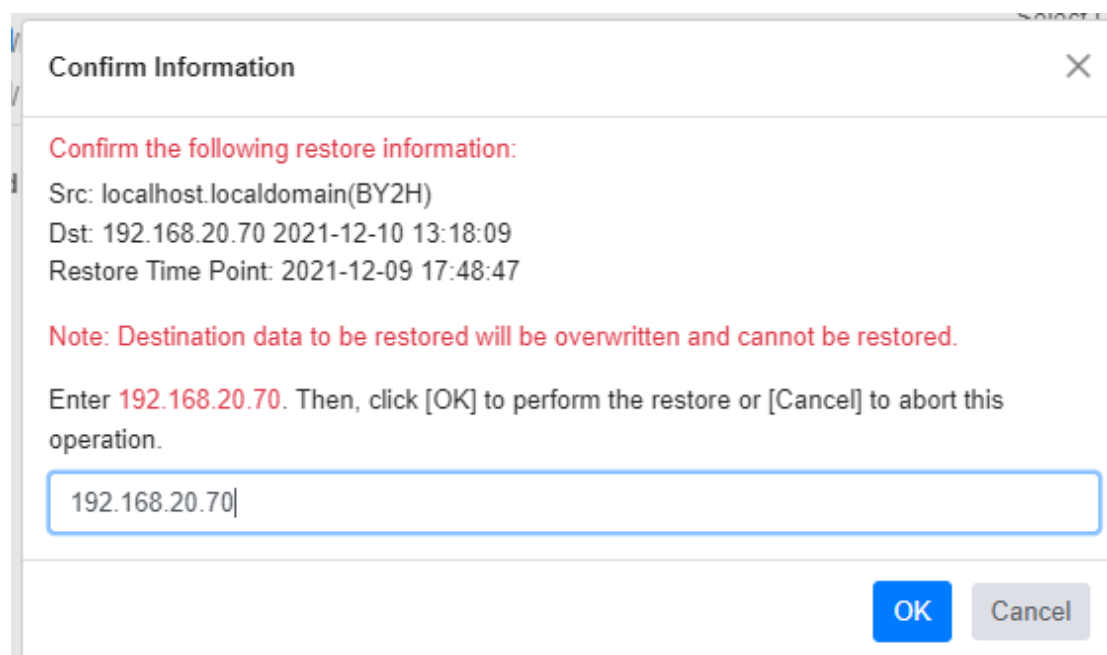 Confirm Information
Confirm the following restore information:
Src: localhost.localdomain(BY2H)
Dst: 192.168.20.70 2021-12-10 13:18:09
Restore Time Point: 2021-12-09 17:48:47
Note: Destination data to be restored will be overwritten and cannot be restored.
Enter 192.168.20.70. Then, click [OK] to perform the restore or [Cancel] to abort this
operation.
192.168.20.70
OK Cancel